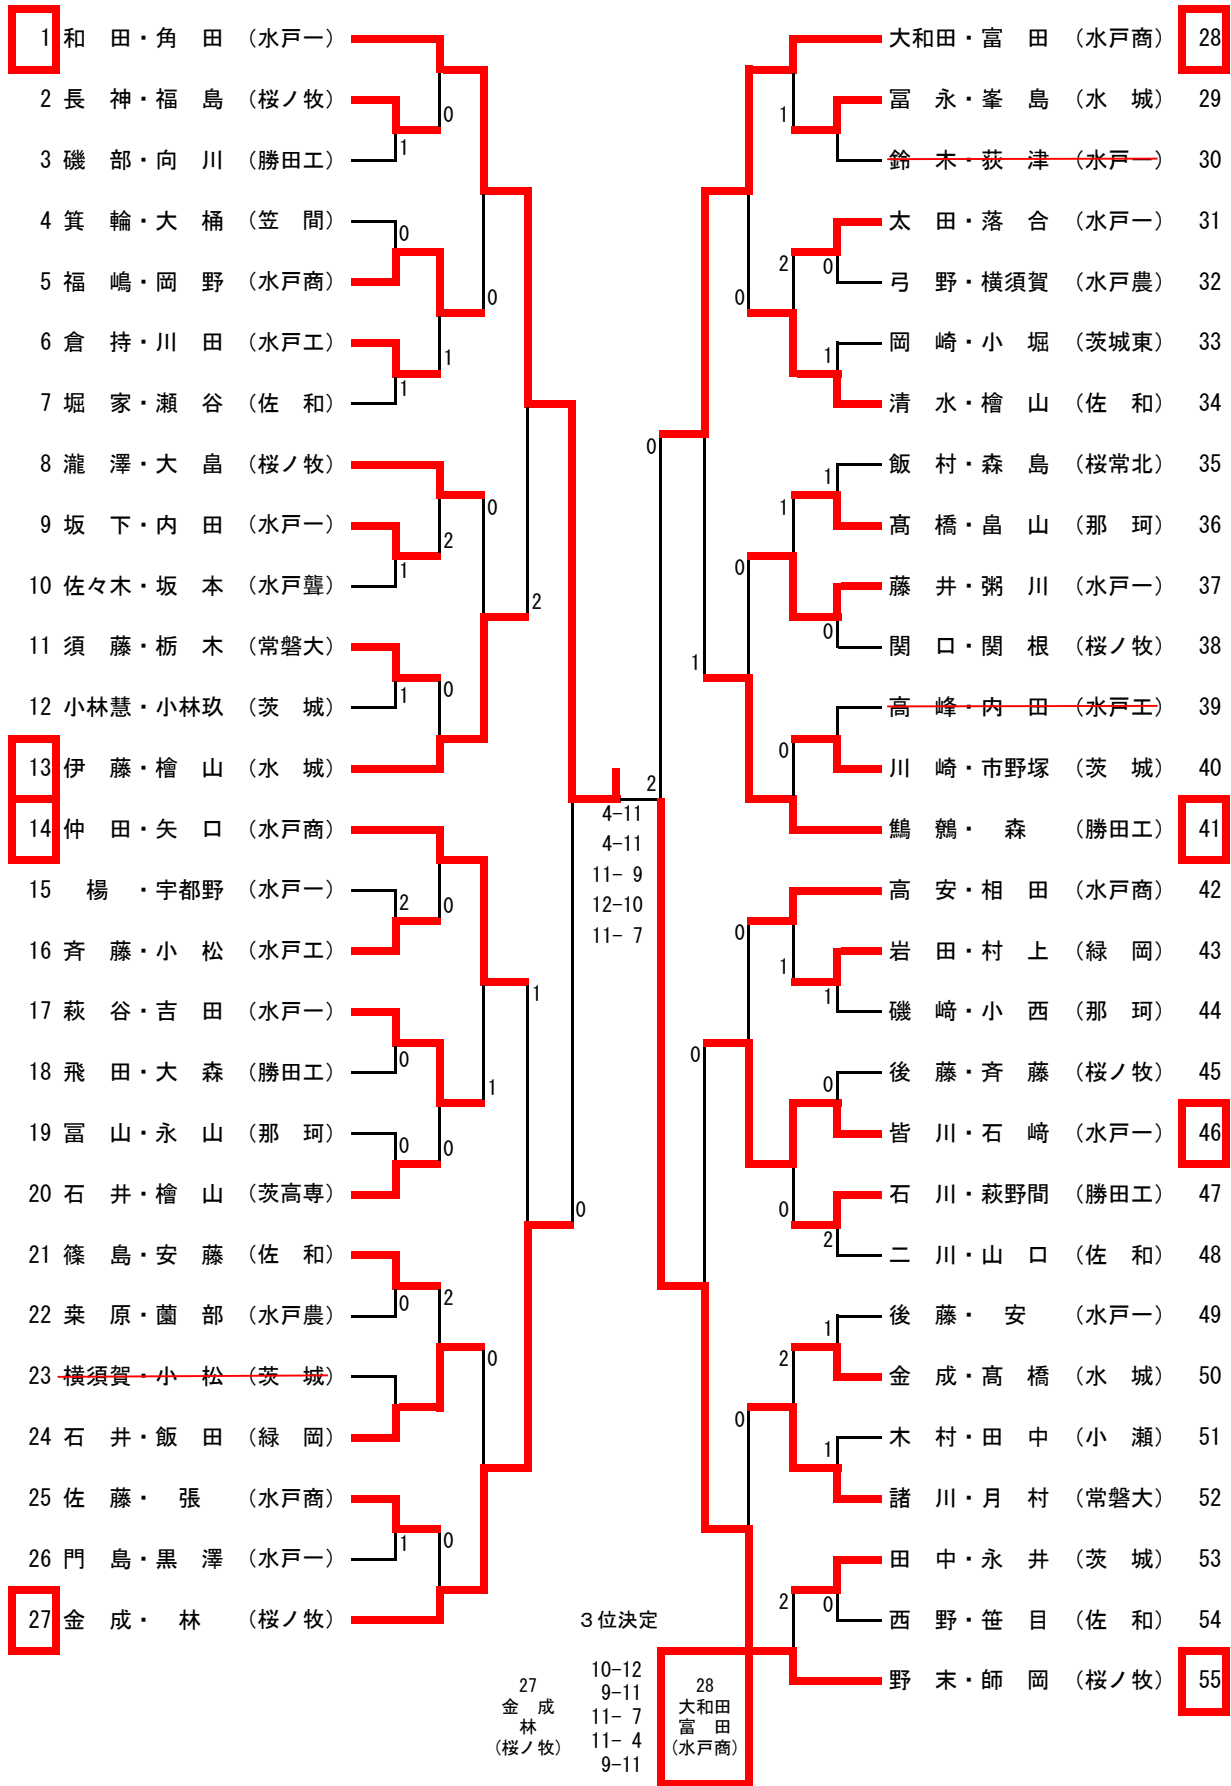 1 和　田・角　田 (水戸一)
2 長　神・福　島 (桜ノ牧)
3 磯　部・向　川 (勝田工)
4 箕　輪・大　桶 (笠　間)
5 福　嶋・岡　野 (水戸商)
6 倉　持・川　田 (水戸工)
7 堀　家・瀬　谷 (佐　和)
8 瀧　澤・大　畠 (桜ノ牧)
9 坂　下・内　田 (水戸一)
10 佐々木・坂　本 (水戸聾)
11 須　藤・栃　木 (常磐大)
12 小林慧・小林玖 (茨　城)
13 伊　藤・檜　山 (水　城)
14 仲　田・矢　口 (水戸商)
15 楊　・宇都野 (水戸一)
16 斉　藤・小　松 (水戸工)
17 萩　谷・吉　田 (水戸一)
18 飛　田・大　森 (勝田工)
19 冨　山・永　山 (那　珂)
20 石　井・檜　山 (茨高専)
21 篠　島・安　藤 (佐　和)
22 桒　原・薗　部 (水戸農)
23 横須賀・小　松 (茨　城)
24 石　井・飯　田 (緑　岡)
25 佐　藤・　張 (水戸商)
26 門　島・黒　澤 (水戸一)
27 金　成・　林 (桜ノ牧)
0
1
0
0
1
1
0
2
1
2
1
0
2
0
1
0
1
0
0
0
0
2
0
1
0
4-11
4-11
11- 9
12-10
11- 7
大和田・富　田 (水戸商) 28
冨　永・峯　島 (水　城) 29
鈴　木・荻　津 (水戸一) 30
太　田・落　合 (水戸一) 31
弓　野・横須賀 (水戸農) 32
岡　崎・小　堀 (茨城東) 33
清　水・檜　山 (佐　和) 34
飯　村・森　島 (桜常北) 35
髙　橋・畠　山 (那　珂) 36
藤　井・粥　川 (水戸一) 37
関　口・関　根 (桜ノ牧) 38
高　峰・内　田 (水戸工) 39
川　崎・市野塚 (茨　城) 40
鷦　鷯・　森 (勝田工) 41
高　安・相　田 (水戸商) 42
岩　田・村　上 (緑　岡) 43
磯　﨑・小　西 (那　珂) 44
後　藤・斉　藤 (桜ノ牧) 45
皆　川・石　﨑 (水戸一) 46
石　川・萩野間 (勝田工) 47
二　川・山　口 (佐　和) 48
後　藤・　安 (水戸一) 49
金　成・髙　橋 (水　城) 50
木　村・田　中 (小　瀬) 51
諸　川・月　村 (常磐大) 52
田　中・永　井 (茨　城) 53
西　野・笹　目 (佐　和) 54
野　末・師　岡 (桜ノ牧) 55
1
2
0
0
1
0
1
1
0
0
1
0
2
0
1
1
0
0
0
2
1
2
0
1
2
0
３位決定
27
金　成
林
(桜ノ牧)
10-12
9-11
11- 7
11- 4
9-11
28
大和田
富　田
(水戸商)